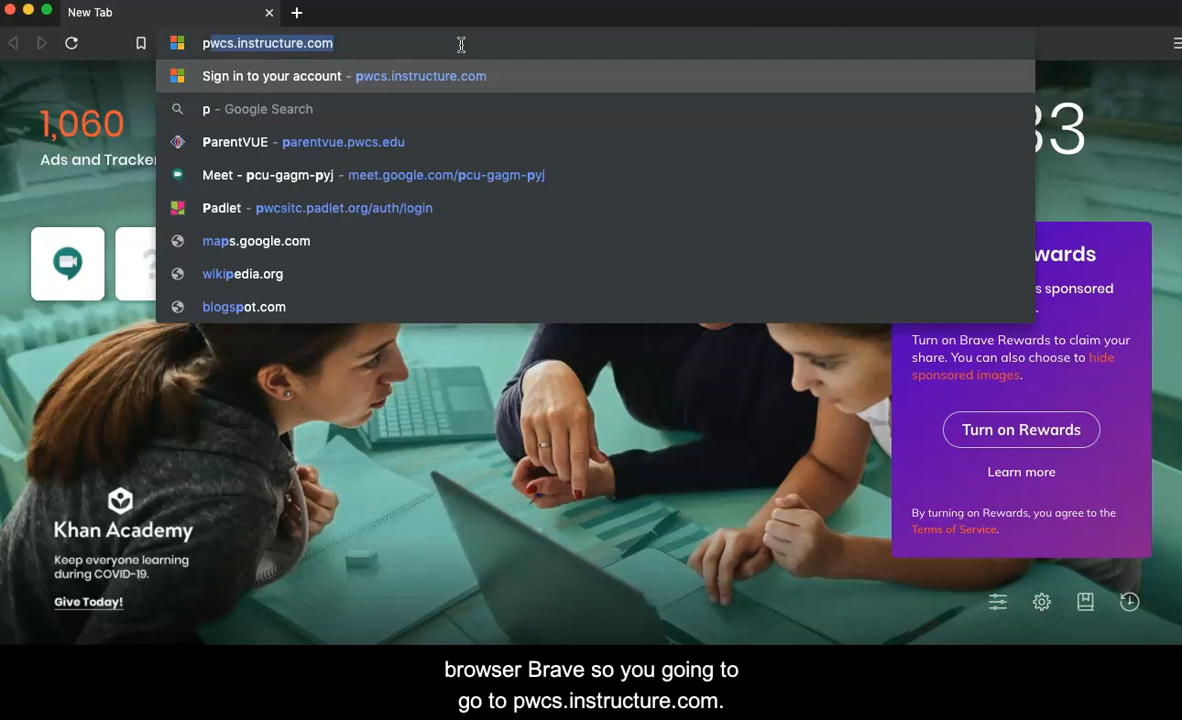 New Tab
pwcs.instructure.com
Sign in to your account - pwcs.instructure.com
p - Google Search
ParentVUE - parentvue.pwcs.edu
Meet - pcu-gagm-pyj - meet.google.com/pcu-gagm-pyj
Padlet - pwcsitc.padlet.org/auth/login
maps.google.com
wikipedia.org
blogspot.com
1,060
Ads and Tracke
33
wards
s sponsored
Turn on Brave Rewards to claim your
share. You can also choose to hide
sponsored images.
Turn on Rewards
Learn more
By turning on Rewards, you agree to the
Terms of Service.
Khan Academy
Keep everyone learning
during COVID-19.
Give Today!
browser Brave so you going to
go to pwcs.instructure.com.